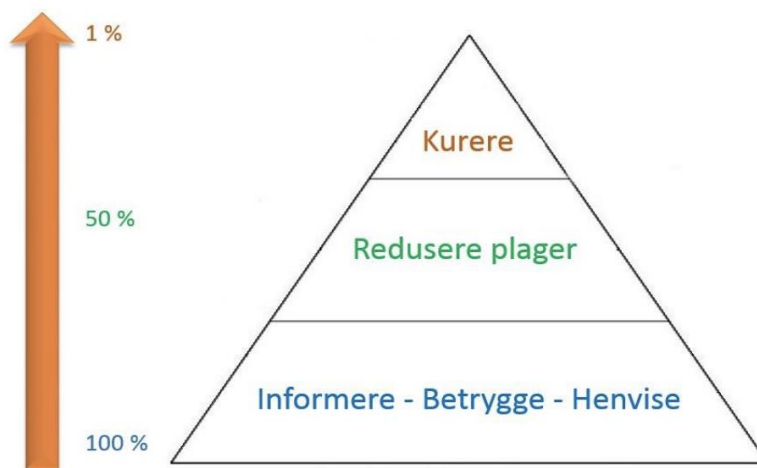 1 %
Kurere
50 %
Redusere plager
Informere - Betrygge - Henvise
100 %